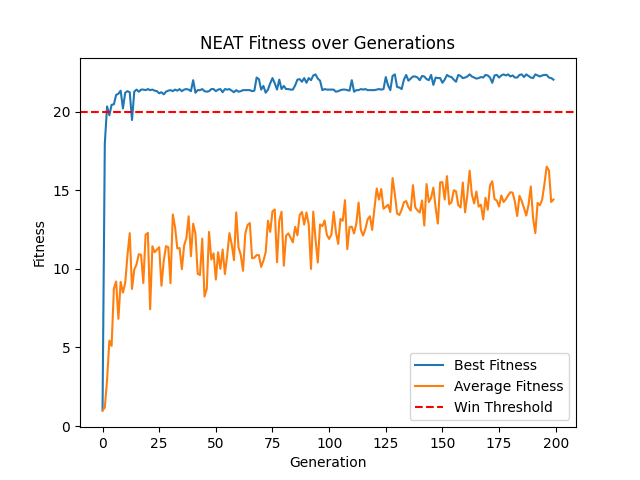 NEAT Fitness over Generations
Fitness
20
15
10
5
0
0 25 50 75 100 125 150 175 200
Generation
Best Fitness
Average Fitness
Win Threshold